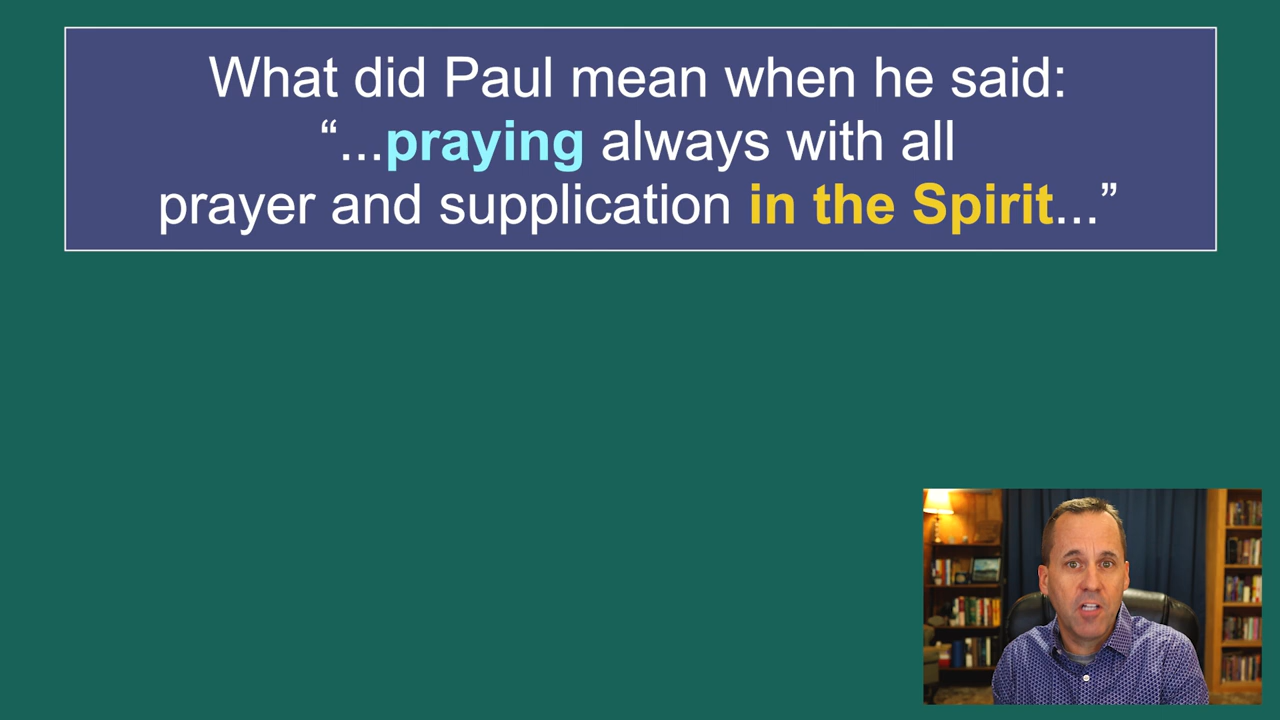 What did Paul mean when he said:
“...praying always with all
prayer and supplication in the Spirit...”